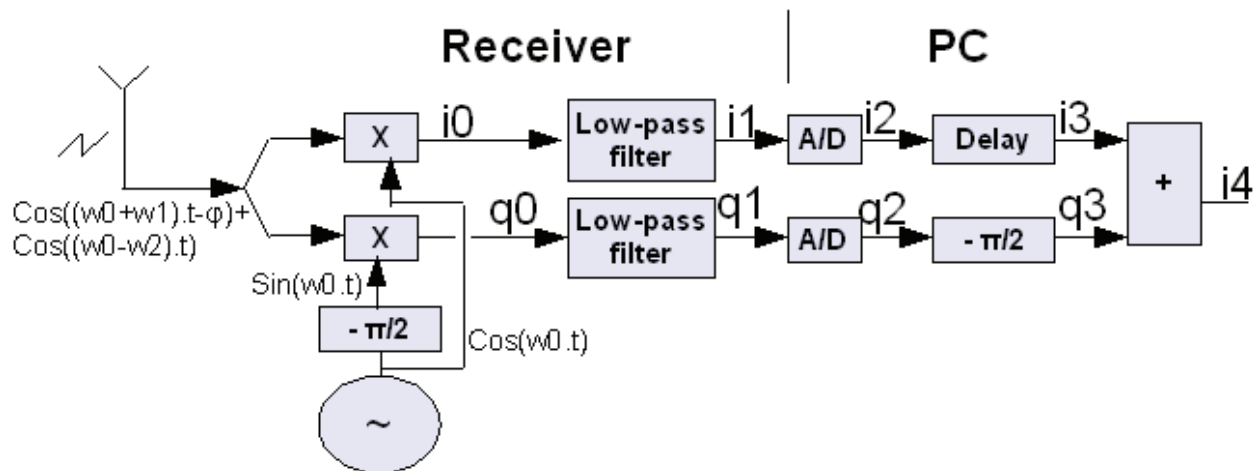 Receiver
PC
X
i0
Low-pass
filter
i1
A/D
i2
Delay
i3
+
i4
Cos((w0+w1).t-φ)+
Cos((w0-w2).t)
X
q0
Low-pass
filter
q1
A/D
q2
- π/2
q3
Sin(w0.t)
- π/2
Cos(w0.t)
~